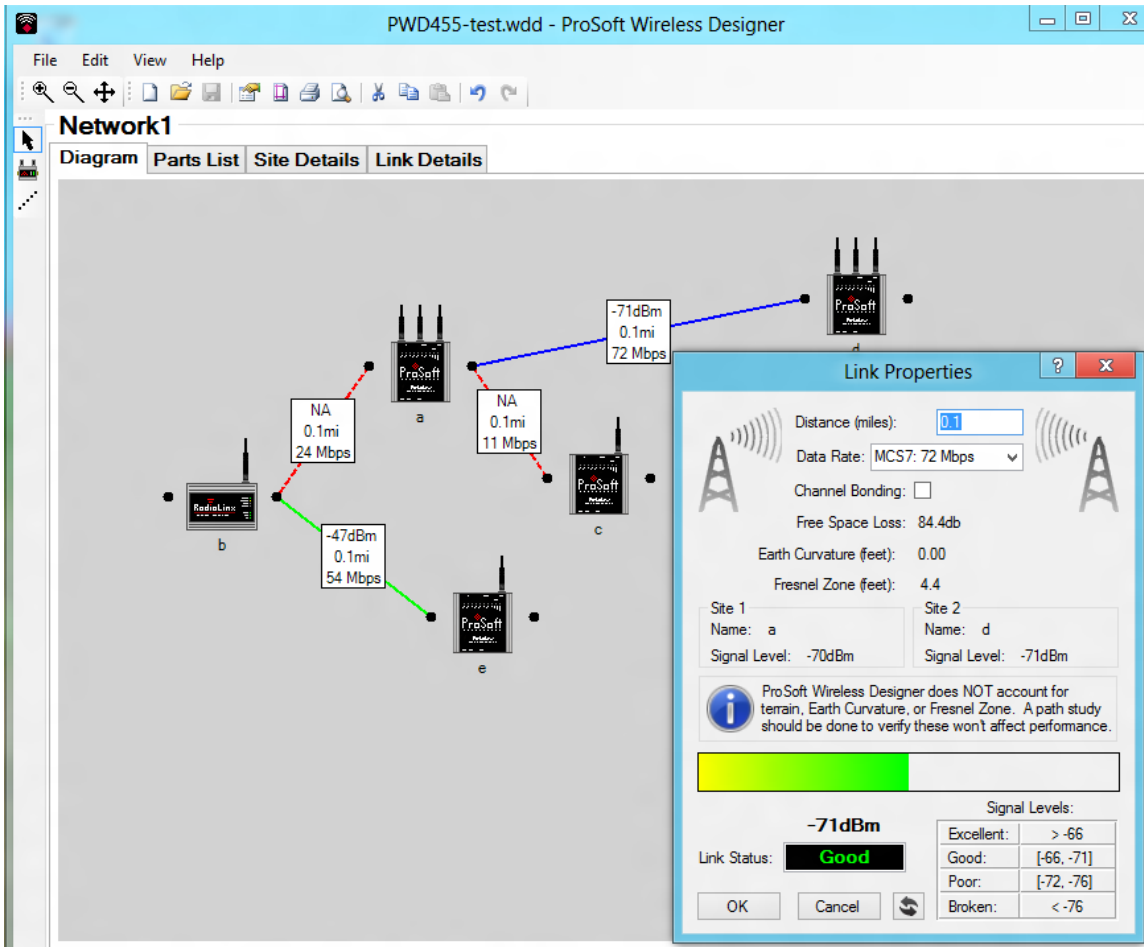 PWD455-test.wdd - ProSoft Wireless Designer
File Edit View Help
Network1
Diagram Parts List Site Details Link Details
-71dBm
0.1mi
72 Mbps
ProSoft
d
ProSoft
a
NA
0.1mi
24 Mbps
NA
0.1mi
11 Mbps
RadioLinx
b
ProSoft
c
-47dBm
0.1mi
54 Mbps
ProSoft
e
Link Properties
Distance (miles): 0.1
Data Rate: MCS7: 72 Mbps
Channel Bonding:
Free Space Loss: 84.4db
Earth Curvature (feet): 0.00
Fresnel Zone (feet): 4.4
Site 1
Name: a
Signal Level: -70dBm
Site 2
Name: d
Signal Level: -71dBm
ProSoft Wireless Designer does NOT account for
terrain, Earth Curvature, or Fresnel Zone. A path study
should be done to verify these won't affect performance.
-71dBm
Link Status: Good
Signal Levels:
Excellent: > -66
Good: [-66, -71]
Poor: [-72, -76]
Broken: < -76
OK Cancel